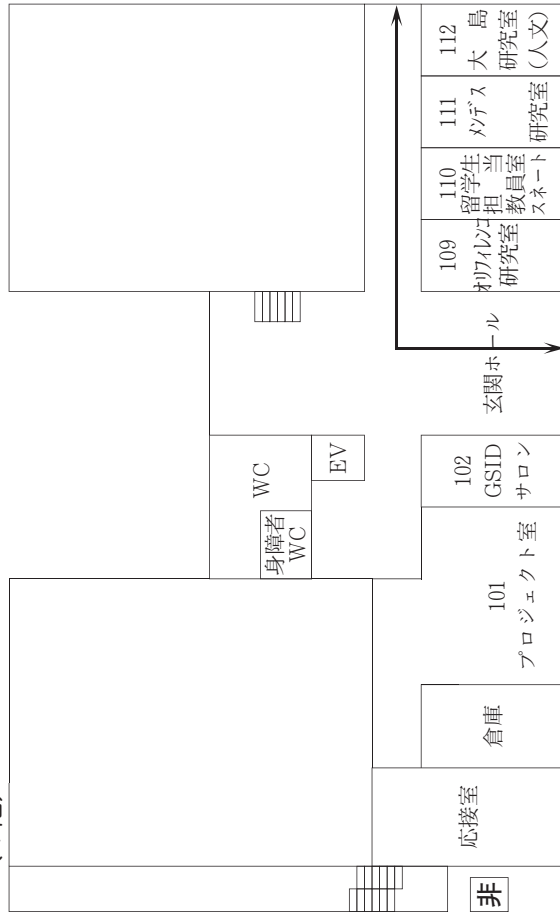 112
大 島
研究室
(人文)
111
メンデス
研究室
110
留学生
担 当
教員室
スネート
109
オリフィレンコ
研究室
玄関ホール
WC
EV
身障者
WC
102
GSID
サロン
101
プロジェクト室
倉庫
応接室
非